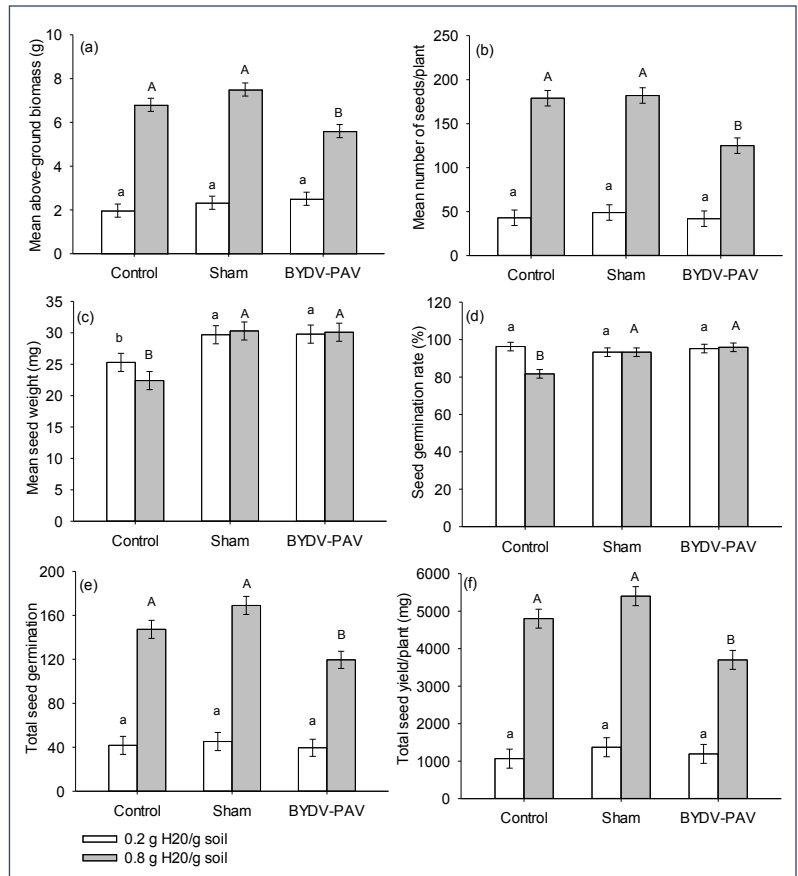 (a)
Mean above-ground biomass (g)
10
8
6
4
2
0
a
A
a
A
a
B
Control
Sham
BYDV-PAV
(b)
Mean number of seeds/plant
250
200
150
100
50
0
a
A
a
A
a
B
Control
Sham
BYDV-PAV
(c)
Mean seed weight (mg)
35
30
25
20
15
10
5
0
b
B
a
A
a
A
Control
Sham
BYDV-PAV
(d)
Seed germination rate (%)
120
100
80
60
40
20
0
a
B
a
A
a
A
Control
Sham
BYDV-PAV
(e)
Total seed germination
200
160
120
80
40
0
a
A
a
A
a
B
Control
Sham
BYDV-PAV
(f)
Total seed yield/plant (mg)
6000
5000
4000
3000
2000
1000
0
a
A
a
A
a
B
Control
Sham
BYDV-PAV
0.2 g H20/g soil
0.8 g H20/g soil